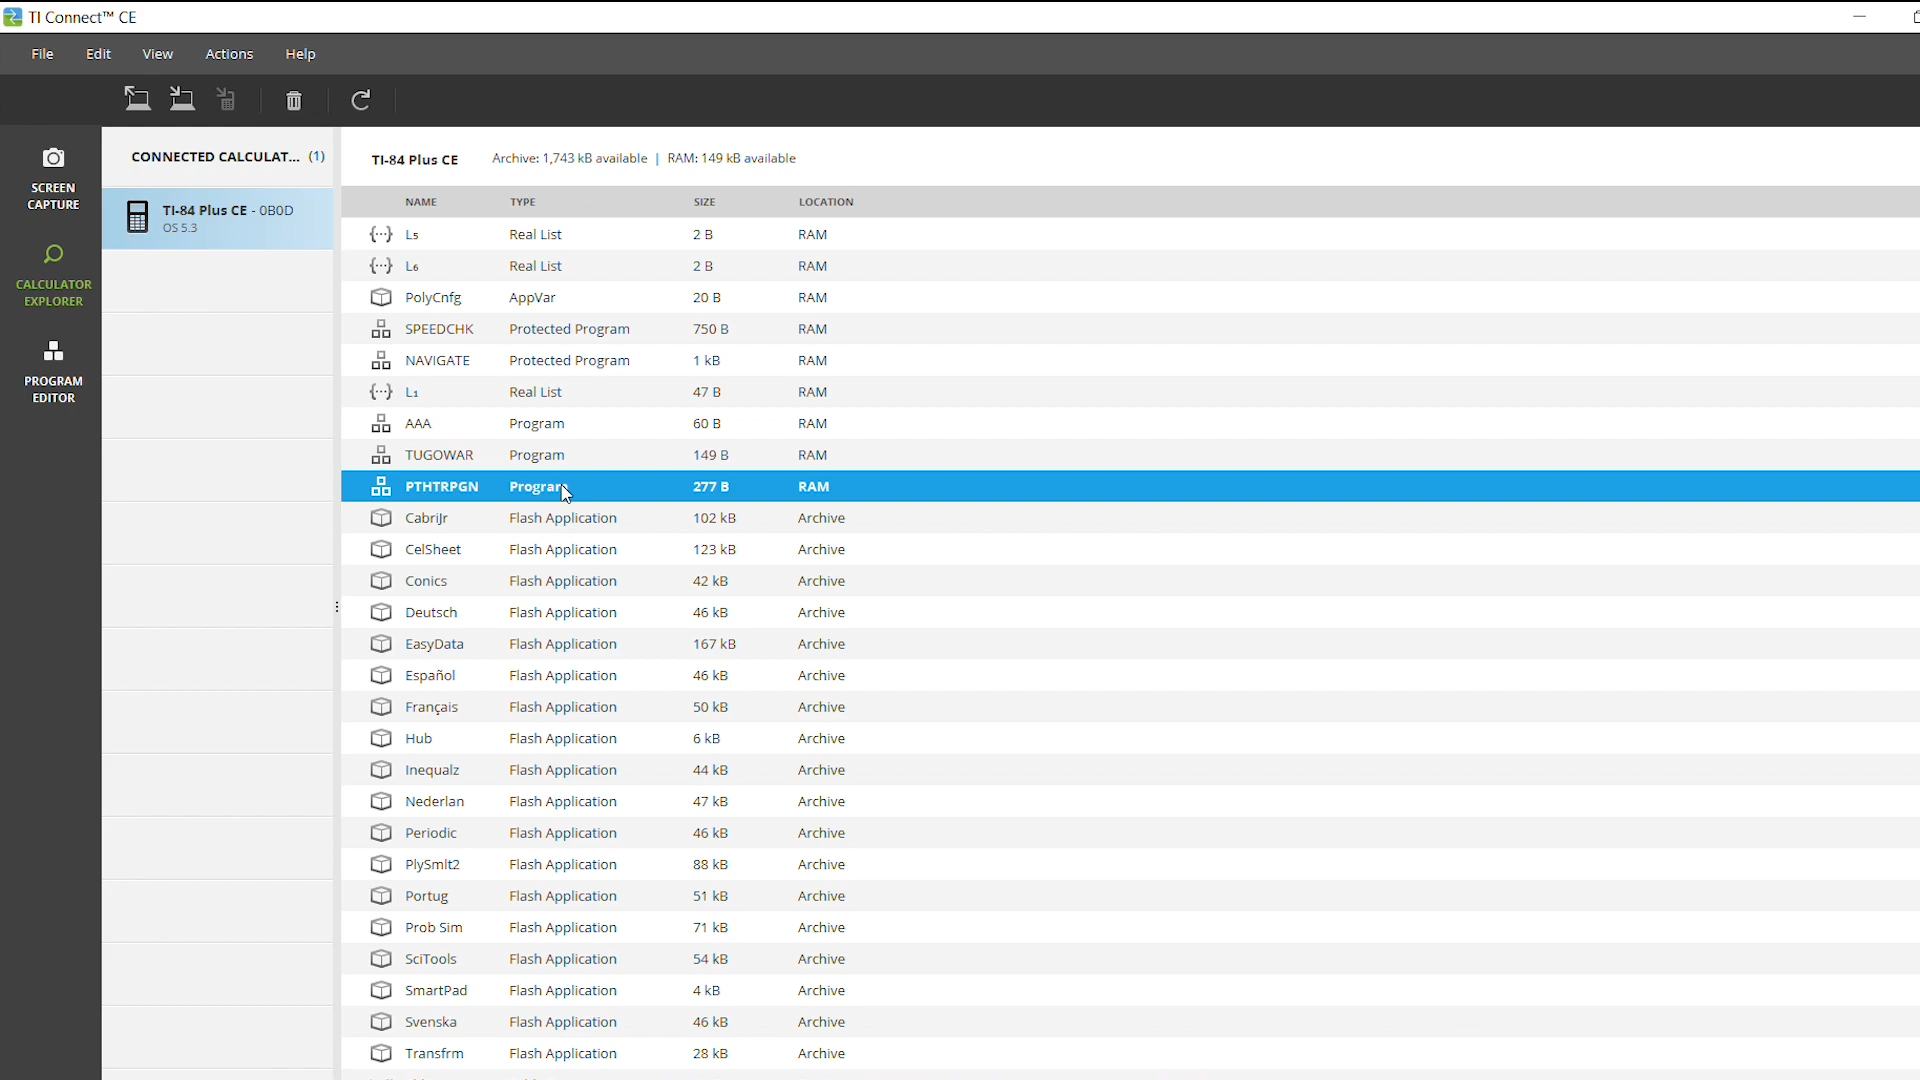 TI Connect™ CE
File Edit View Actions Help
CONNECTED CALCULAT... (1)
TI-84 Plus CE - 0B0D
OS 5.3
SCREEN
CAPTURE
CALCULATOR
EXPLORER
PROGRAM
EDITOR
TI-84 Plus CE Archive: 1,743 kB available | RAM: 149 kB available
NAME TYPE SIZE LOCATION
L₅ Real List 2 B RAM
L₆ Real List 2 B RAM
PolyCnfg AppVar 20 B RAM
SPEEDCHK Protected Program 750 B RAM
NAVIGATE Protected Program 1 kB RAM
L₁ Real List 47 B RAM
AAA Program 60 B RAM
TUGOWAR Program 149 B RAM
PTHTRPGN Program 277 B RAM
CabriJr Flash Application 102 kB Archive
CelSheet Flash Application 123 kB Archive
Conics Flash Application 42 kB Archive
Deutsch Flash Application 46 kB Archive
EasyData Flash Application 167 kB Archive
Español Flash Application 46 kB Archive
Français Flash Application 50 kB Archive
Hub Flash Application 6 kB Archive
Inequalz Flash Application 44 kB Archive
Nederlan Flash Application 47 kB Archive
Periodic Flash Application 46 kB Archive
PlySmlt2 Flash Application 88 kB Archive
Portug Flash Application 51 kB Archive
Prob Sim Flash Application 71 kB Archive
SciTools Flash Application 54 kB Archive
SmartPad Flash Application 4 kB Archive
Svenska Flash Application 46 kB Archive
Transfrm Flash Application 28 kB Archive